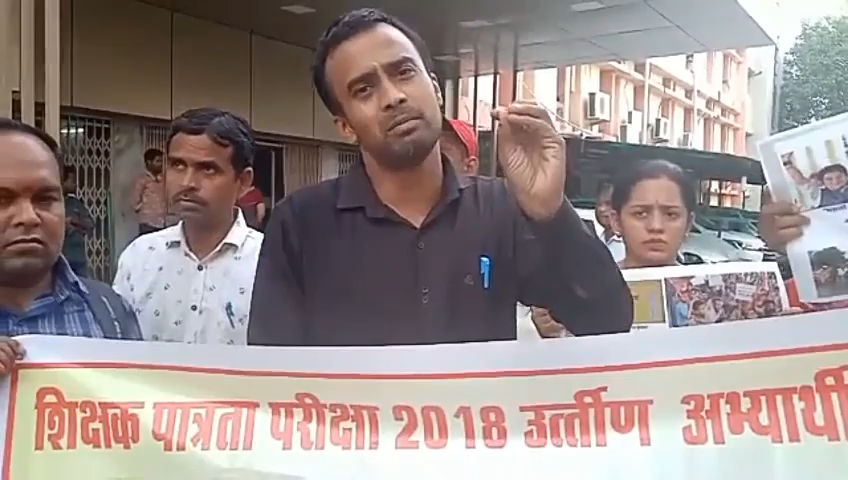 शिक्षक पात्रता परीक्षा 2018 उत्तीर्ण अभ्यार्थी